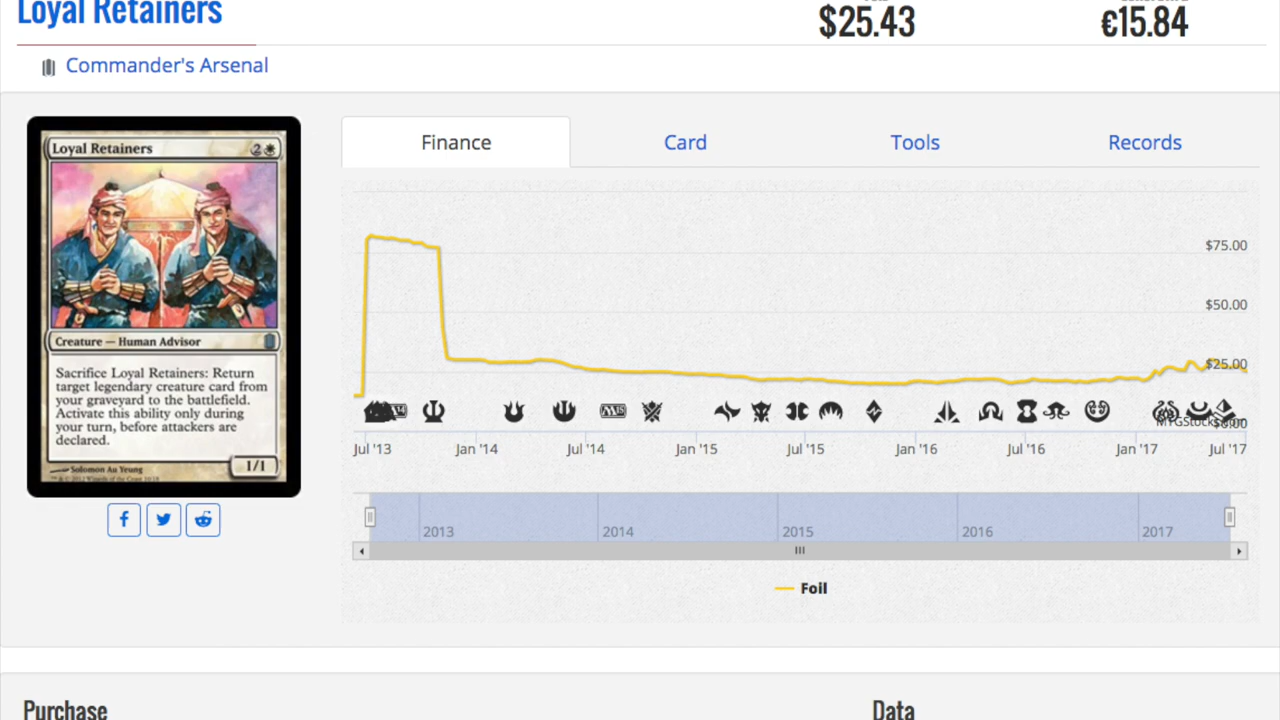 Loyal Retainers
$25.43
€15.84
Commander's Arsenal
Loyal Retainers 2
Creature — Human Advisor
Sacrifice Loyal Retainers: Return
target legendary creature card from
your graveyard to the battlefield.
Activate this ability only during
your turn, before attackers are
declared.
Solomon Au Yeung
1/1
Finance
Card
Tools
Records
$75.00
$50.00
$25.00
M15
Jul '13
Jan '14
Jul '14
Jan '15
Jul '15
Jan '16
Jul '16
Jan '17
Jul '17
2013
2014
2015
2016
2017
Foil
Purchase
Data